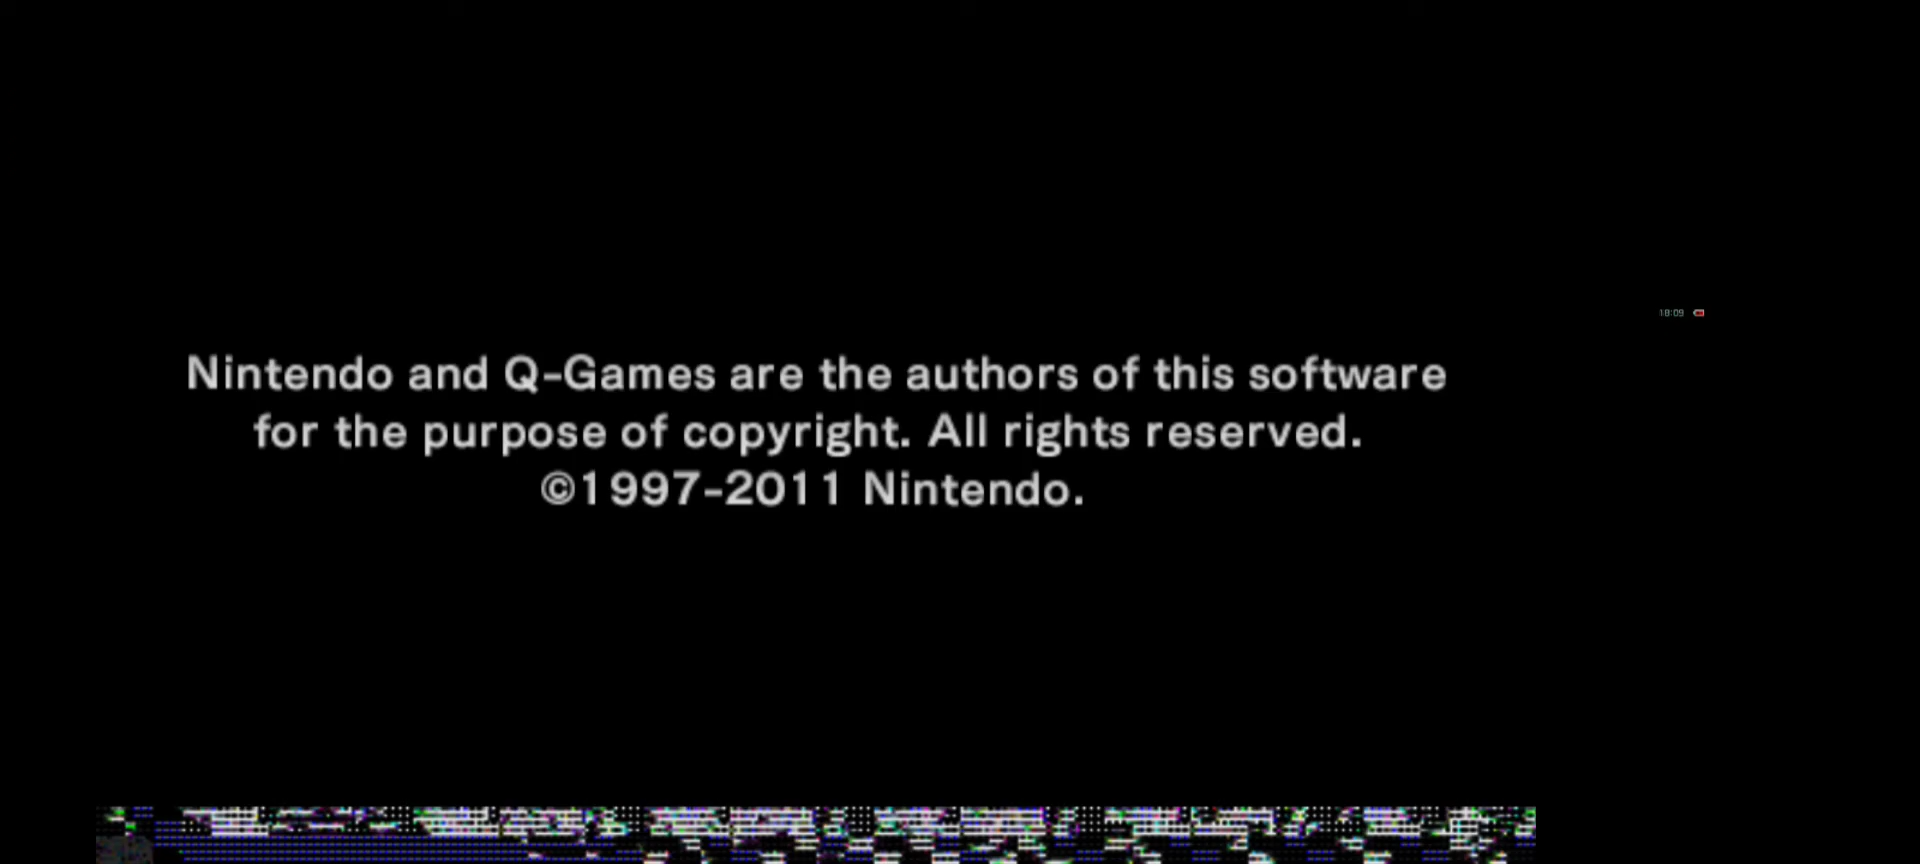 18:09
Nintendo and Q-Games are the authors of this software
for the purpose of copyright. All rights reserved.
©1997-2011 Nintendo.